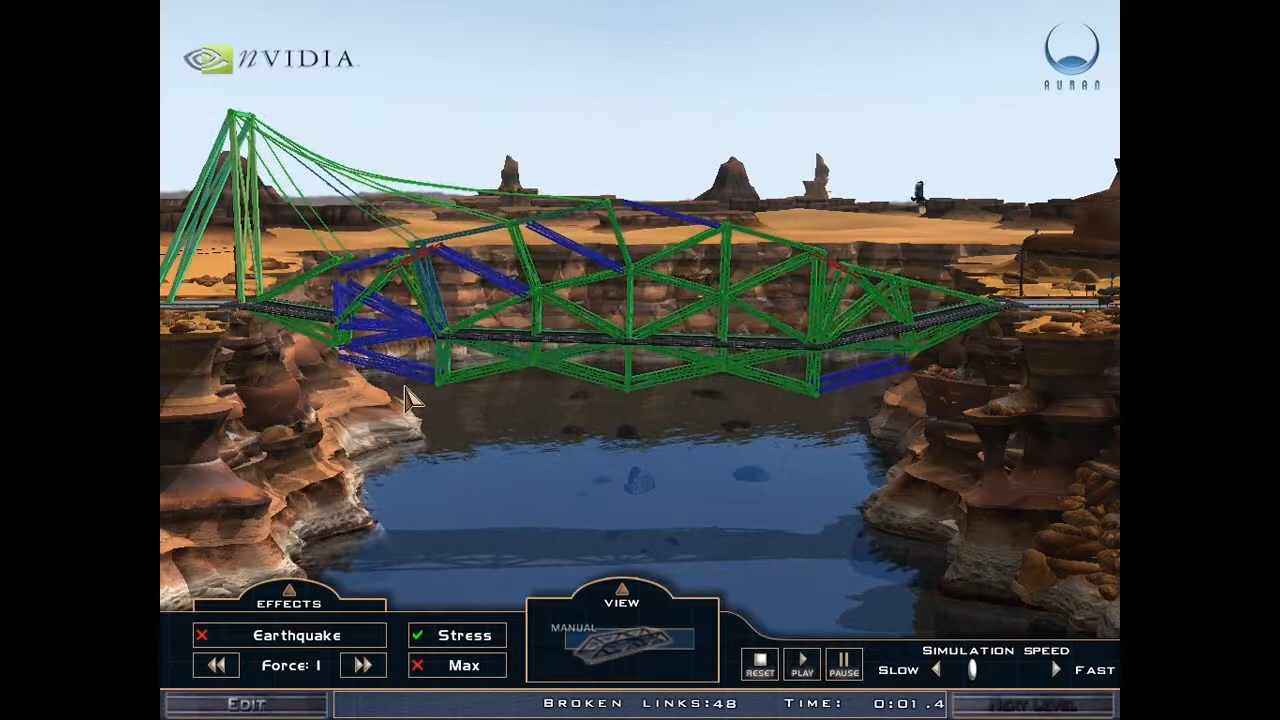 nVIDIA
AURAN
EFFECTS
Earthquake
Force: 1
Stress
Max
VIEW
MANUAL
RESET
PLAY
PAUSE
SIMULATION SPEED
SLOW
FAST
EDIT
BROKEN LINKS:48
TIME: 0:01.4